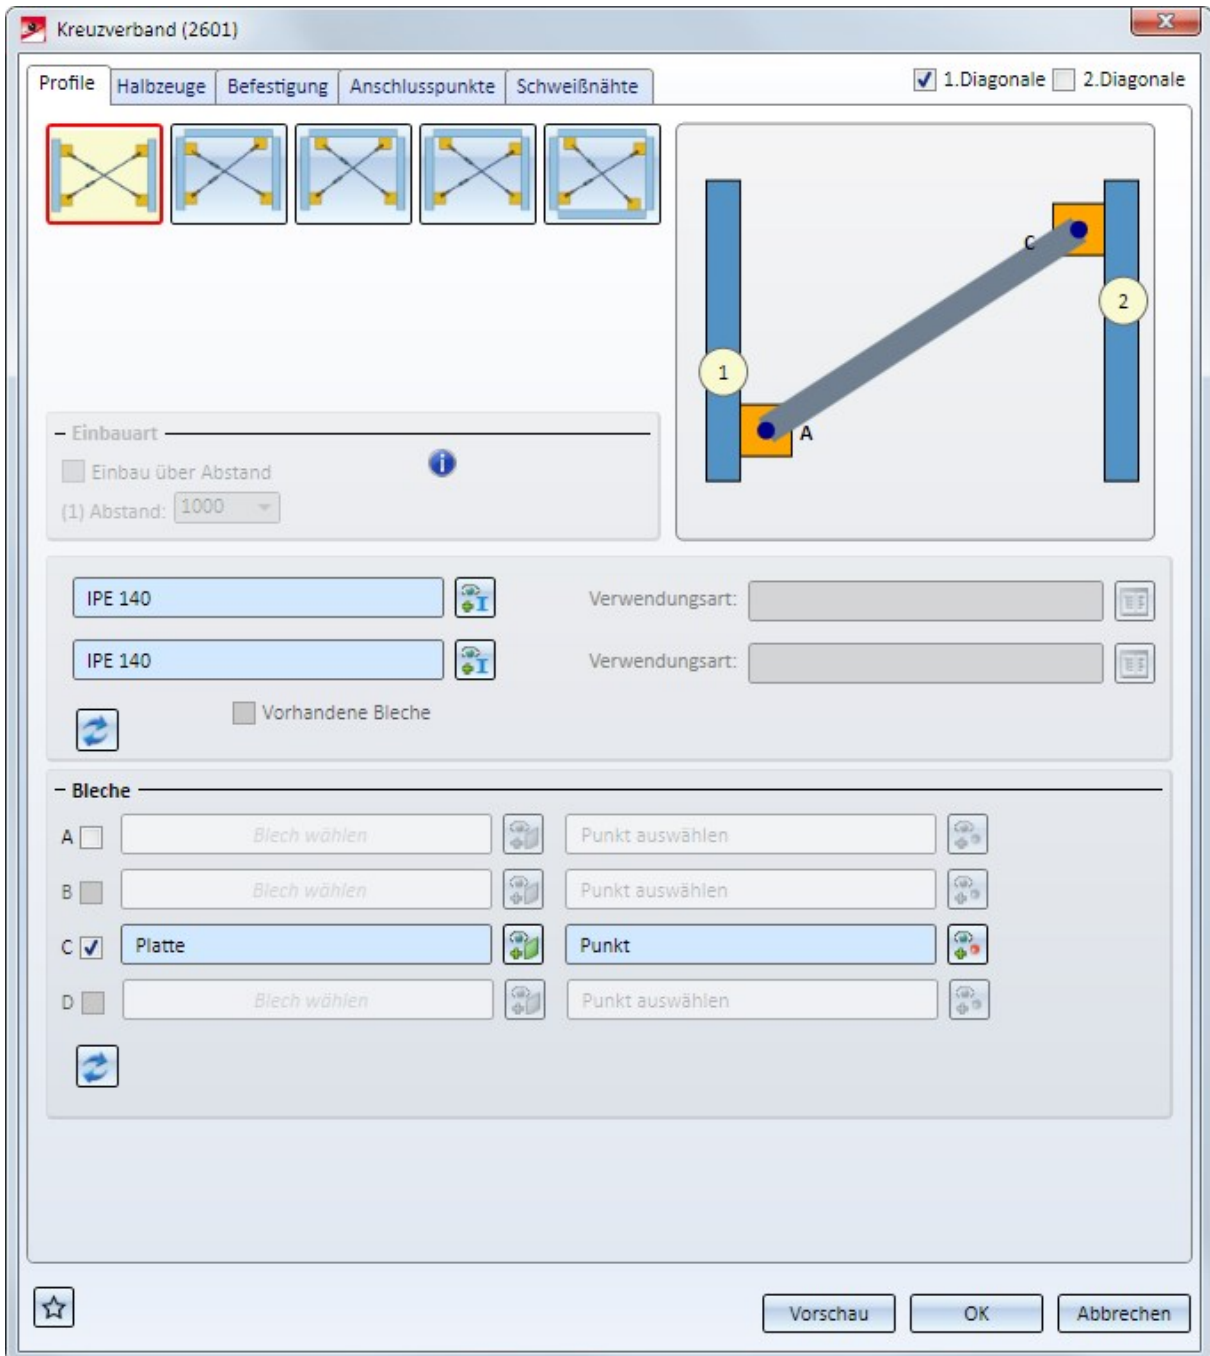 Kreuzverband (2601)
Profile Halbzeuge Befestigung Anschlusspunkte Schweißnähte
1.Diagonale 2.Diagonale
C
2
1
A
Einbauart
Einbau über Abstand
(1) Abstand: 1000
IPE 140 Verwendungsart:
IPE 140 Verwendungsart:
Vorhandene Bleche
Bleche
A Blech wählen Punkt auswählen
B Blech wählen Punkt auswählen
C Platte Punkt
D Blech wählen Punkt auswählen
Vorschau OK Abbrechen